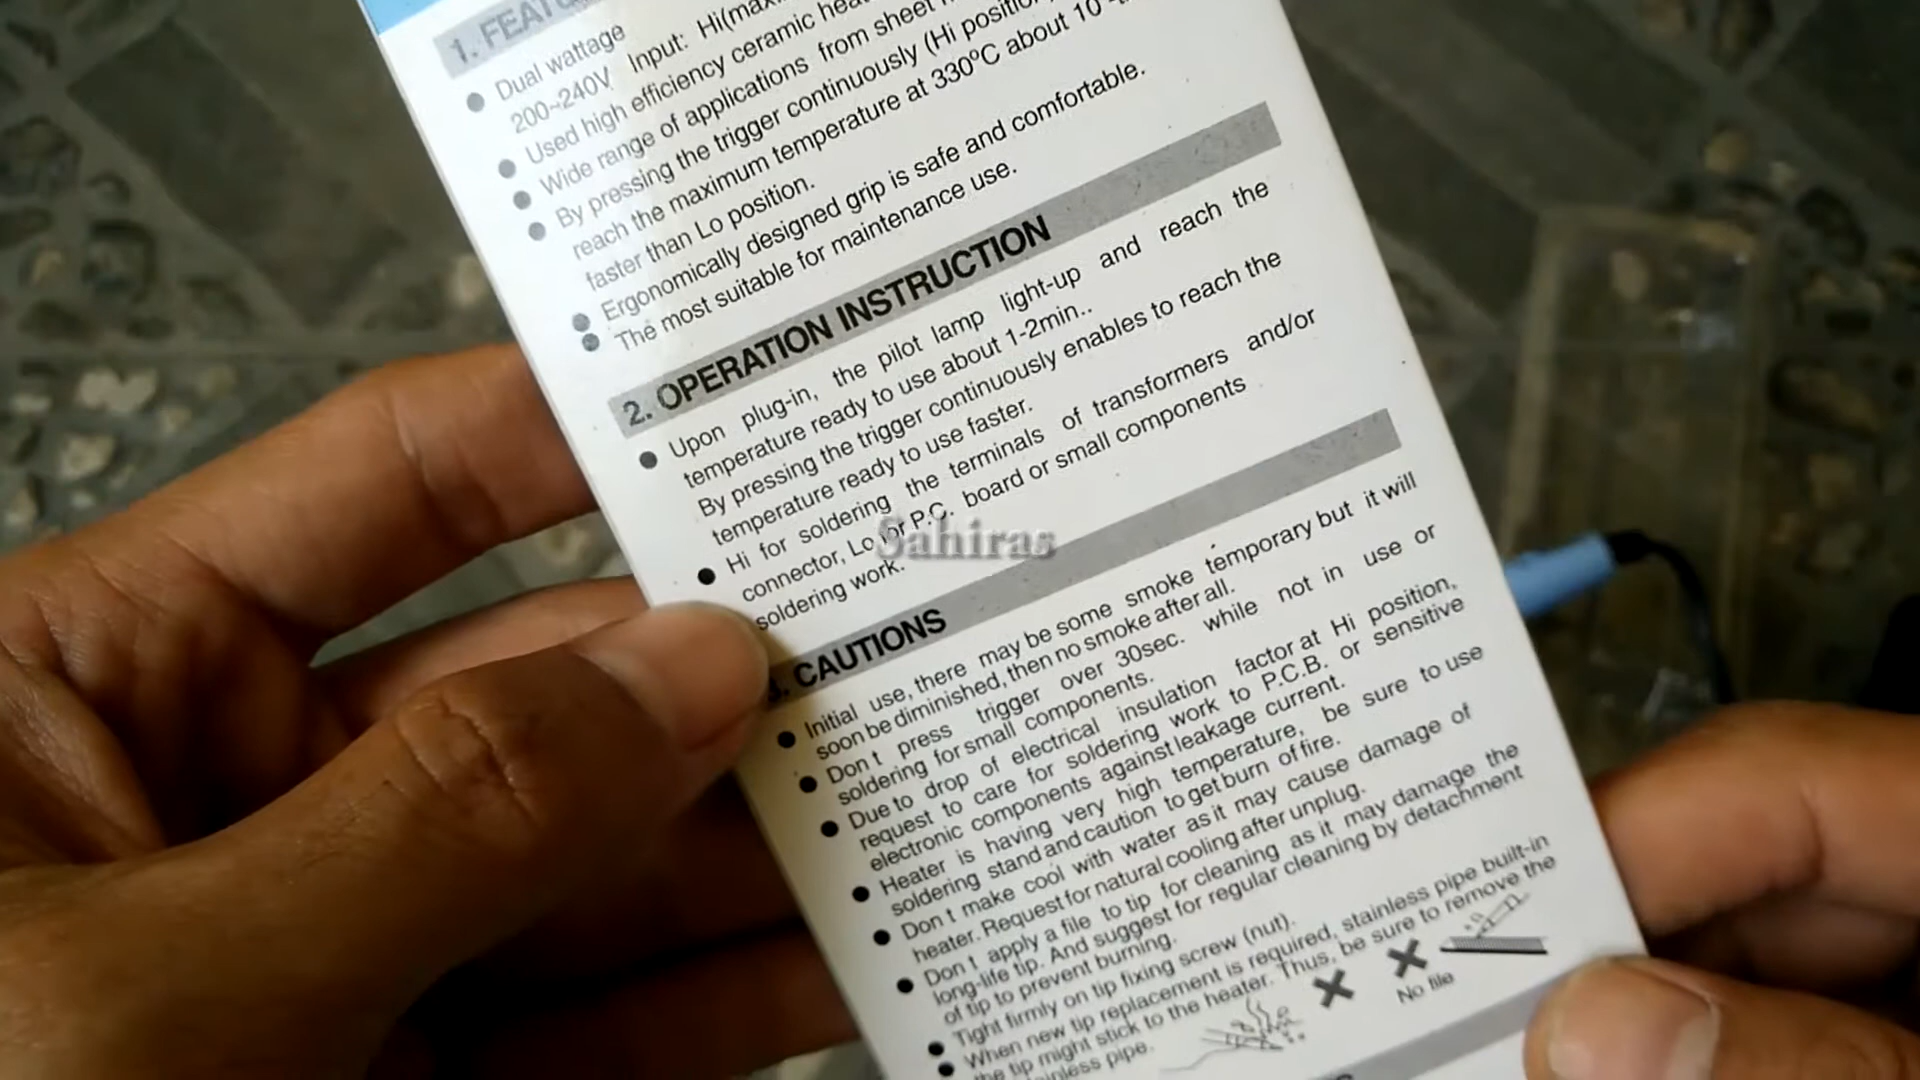 1. FEATU
● Dual wattage
200~240V Input: Hi(max.
● Used high efficiency ceramic hea
● Wide range of applications from sheet
● By pressing the trigger continuously (Hi position
reach the maximum temperature at 330ºC about 10
faster than Lo position.
● Ergonomically designed grip is safe and comfortable.
● The most suitable for maintenance use.
2. OPERATION INSTRUCTION
● Upon plug-in, the pilot lamp light-up and reach the
temperature ready to use about 1-2min..
By pressing the trigger continuously enables to reach the
temperature ready to use faster.
● Hi for soldering the terminals of transformers and/or
connector, Lo for P.C. board or small components
soldering work.
Sahiras
. CAUTIONS
● Initial use, there may be some smoke temporary but it will
soon be diminished, then no smoke after all.
● Don t press trigger over 30sec. while not in use or
soldering for small components.
● Due to drop of electrical insulation factor at Hi position,
request to care for soldering work to P.C.B. or sensitive
electronic components against leakage current.
● Heater is having very high temperature, be sure to use
soldering stand and caution to get burn of fire.
● Don t make cool with water as it may cause damage of
heater. Request for natural cooling after unplug.
● Don t apply a file to tip for cleaning as it may damage the
long-life tip. And suggest for regular cleaning by detachment
of tip to prevent burning.
● Tight firmly on tip fixing screw (nut).
● When new tip replacement is required, stainless pipe built-in
the tip might stick to the heater. Thus, be sure to remove the
ainless pipe.
No file